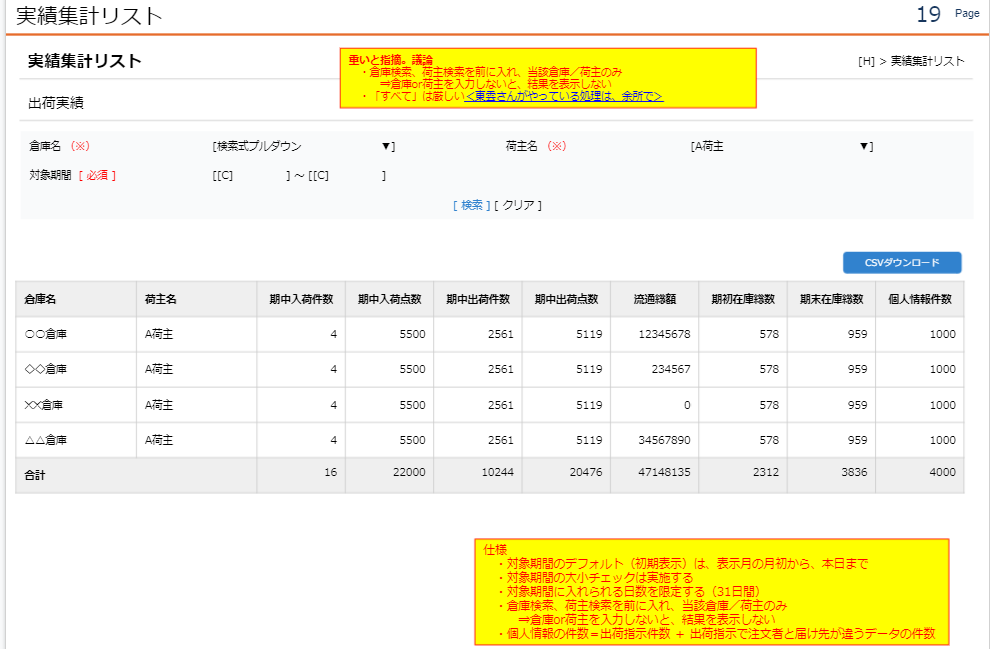 実績集計リスト
19 Page
実績集計リスト
重いと指摘。議論
・倉庫検索、荷主検索を前に入れ、当該倉庫／荷主のみ
⇒倉庫or荷主を入力しないと、結果を表示しない
・「すべて」は厳しい<東雲さんがやっている処理は、余所で>
[H] > 実績集計リスト
出荷実績
倉庫名 （※） [検索式プルダウン ▼] 荷主名 （※） [A荷主 ▼]
対象期間 [ 必須 ] [[C] ] ～ [[C] ]
[ 検索 ] [ クリア ]
CSVダウンロード
倉庫名 荷主名 期中入荷件数 期中入荷点数 期中出荷件数 期中出荷点数 流通総額 期初在庫総数 期末在庫総数 個人情報件数
○○倉庫 A荷主 4 5500 2561 5119 12345678 578 959 1000
◇◇倉庫 A荷主 4 5500 2561 5119 234567 578 959 1000
××倉庫 A荷主 4 5500 2561 5119 0 578 959 1000
△△倉庫 A荷主 4 5500 2561 5119 34567890 578 959 1000
合計 16 22000 10244 20476 47148135 2312 3836 4000
仕様
・対象期間のデフォルト（初期表示）は、表示月の月初から、本日まで
・対象期間の大小チェックは実施する
・対象期間に入れられる日数を限定する（31日間）
・倉庫検索、荷主検索を前に入れ、当該倉庫／荷主のみ
⇒倉庫or荷主を入力しないと、結果を表示しない
・個人情報の件数＝出荷指示件数 ＋ 出荷指示で注文者と届け先が違うデータの件数